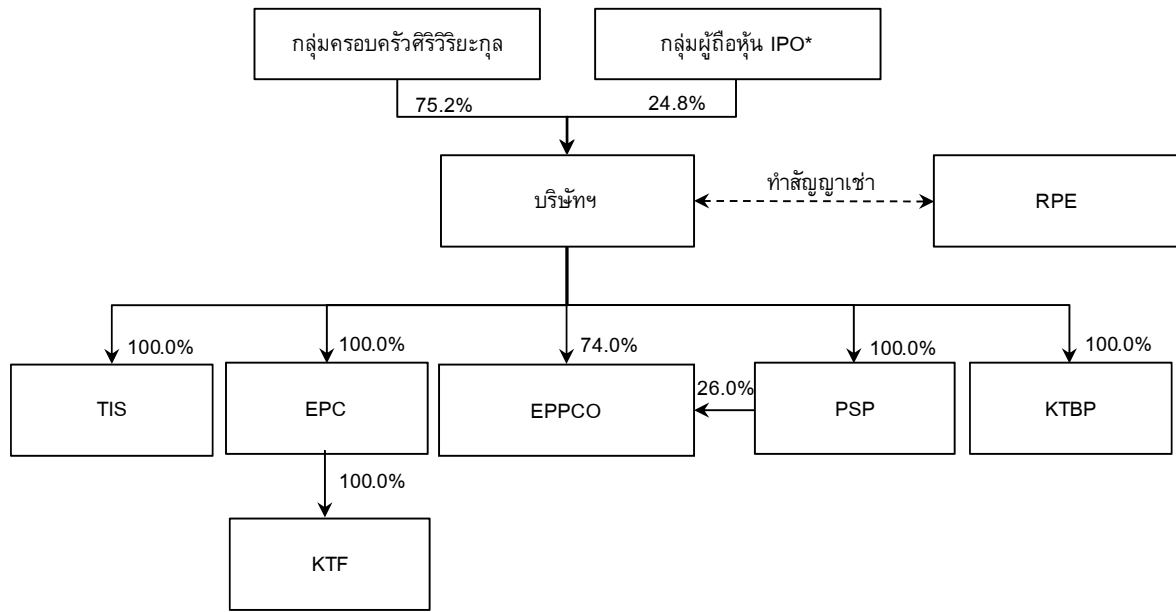 กลุ่มครอบครัวศิริวิริยะกุล
กลุ่มผู้ถือหุ้น IPO*
75.2%
24.8%
บริษัทฯ
ทำสัญญาเช่า
RPE
100.0%
100.0%
74.0%
100.0%
100.0%
TIS
EPC
EPPCO
26.0%
PSP
KTBP
100.0%
KTF